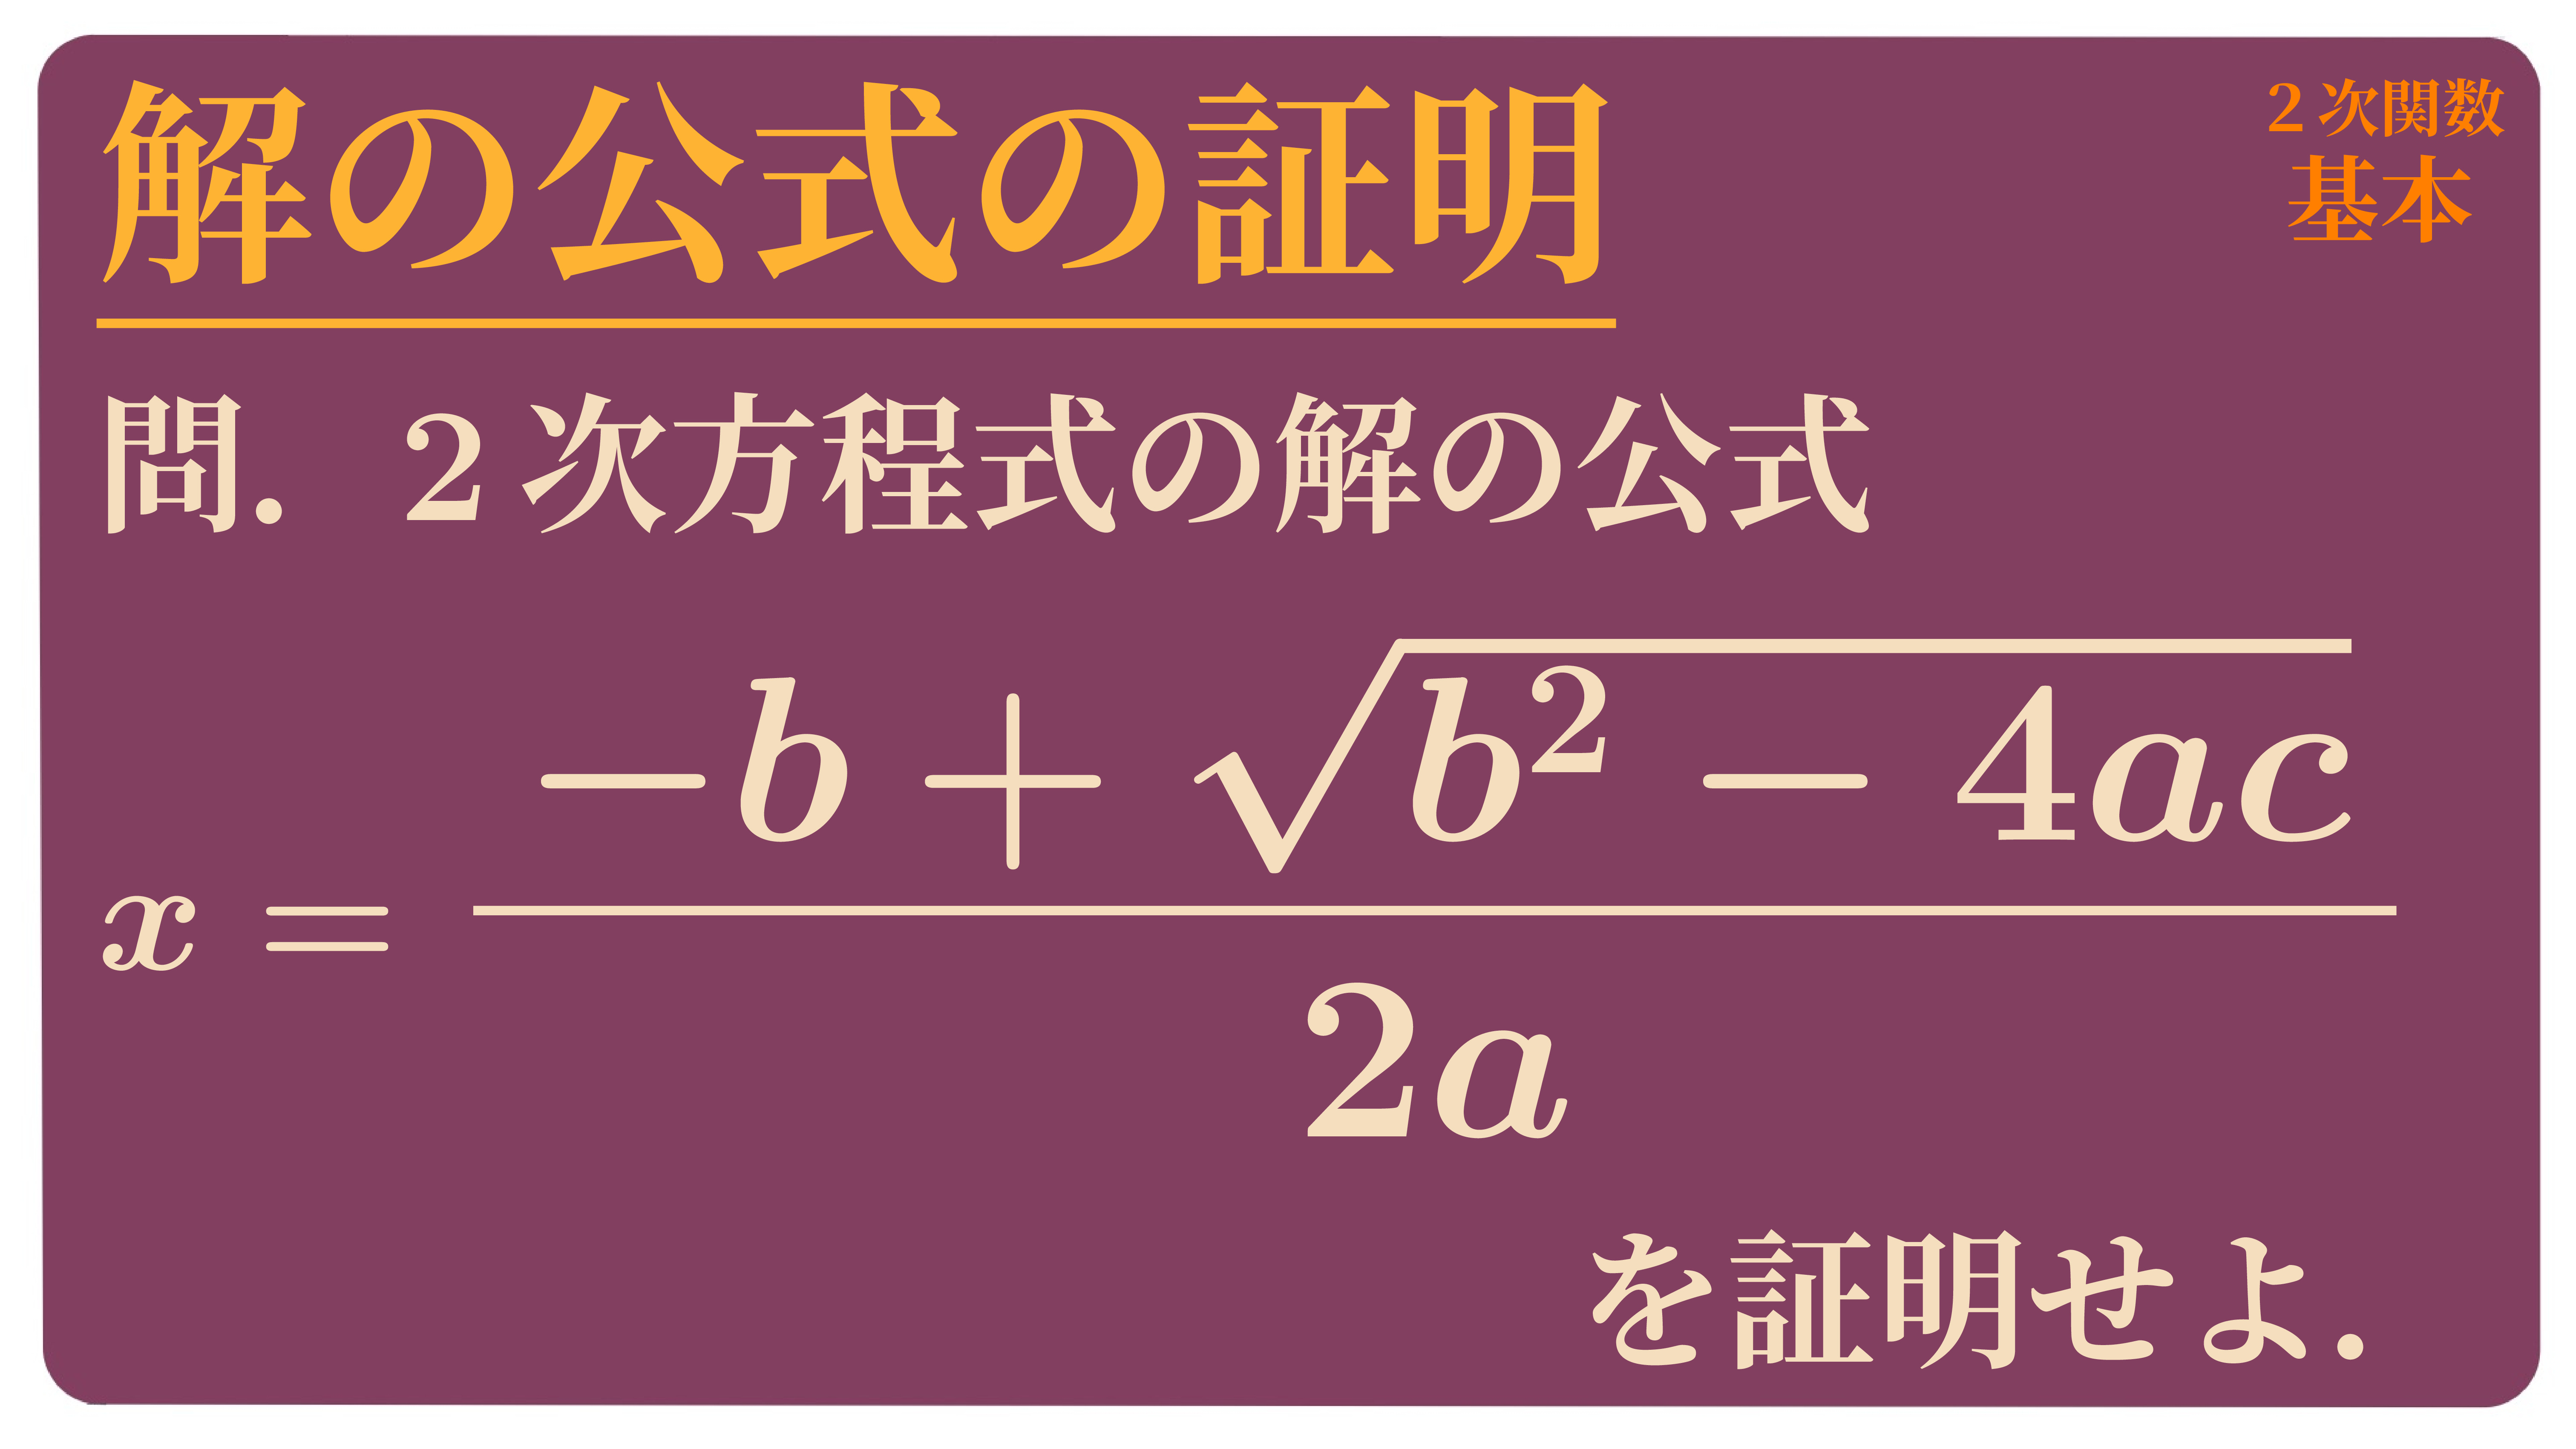 解の公式の証明
２次関数
基本
問.　２次方程式の解の公式
x = \frac{-b + \sqrt{b^2 - 4ac}}{2a}
を証明せよ.